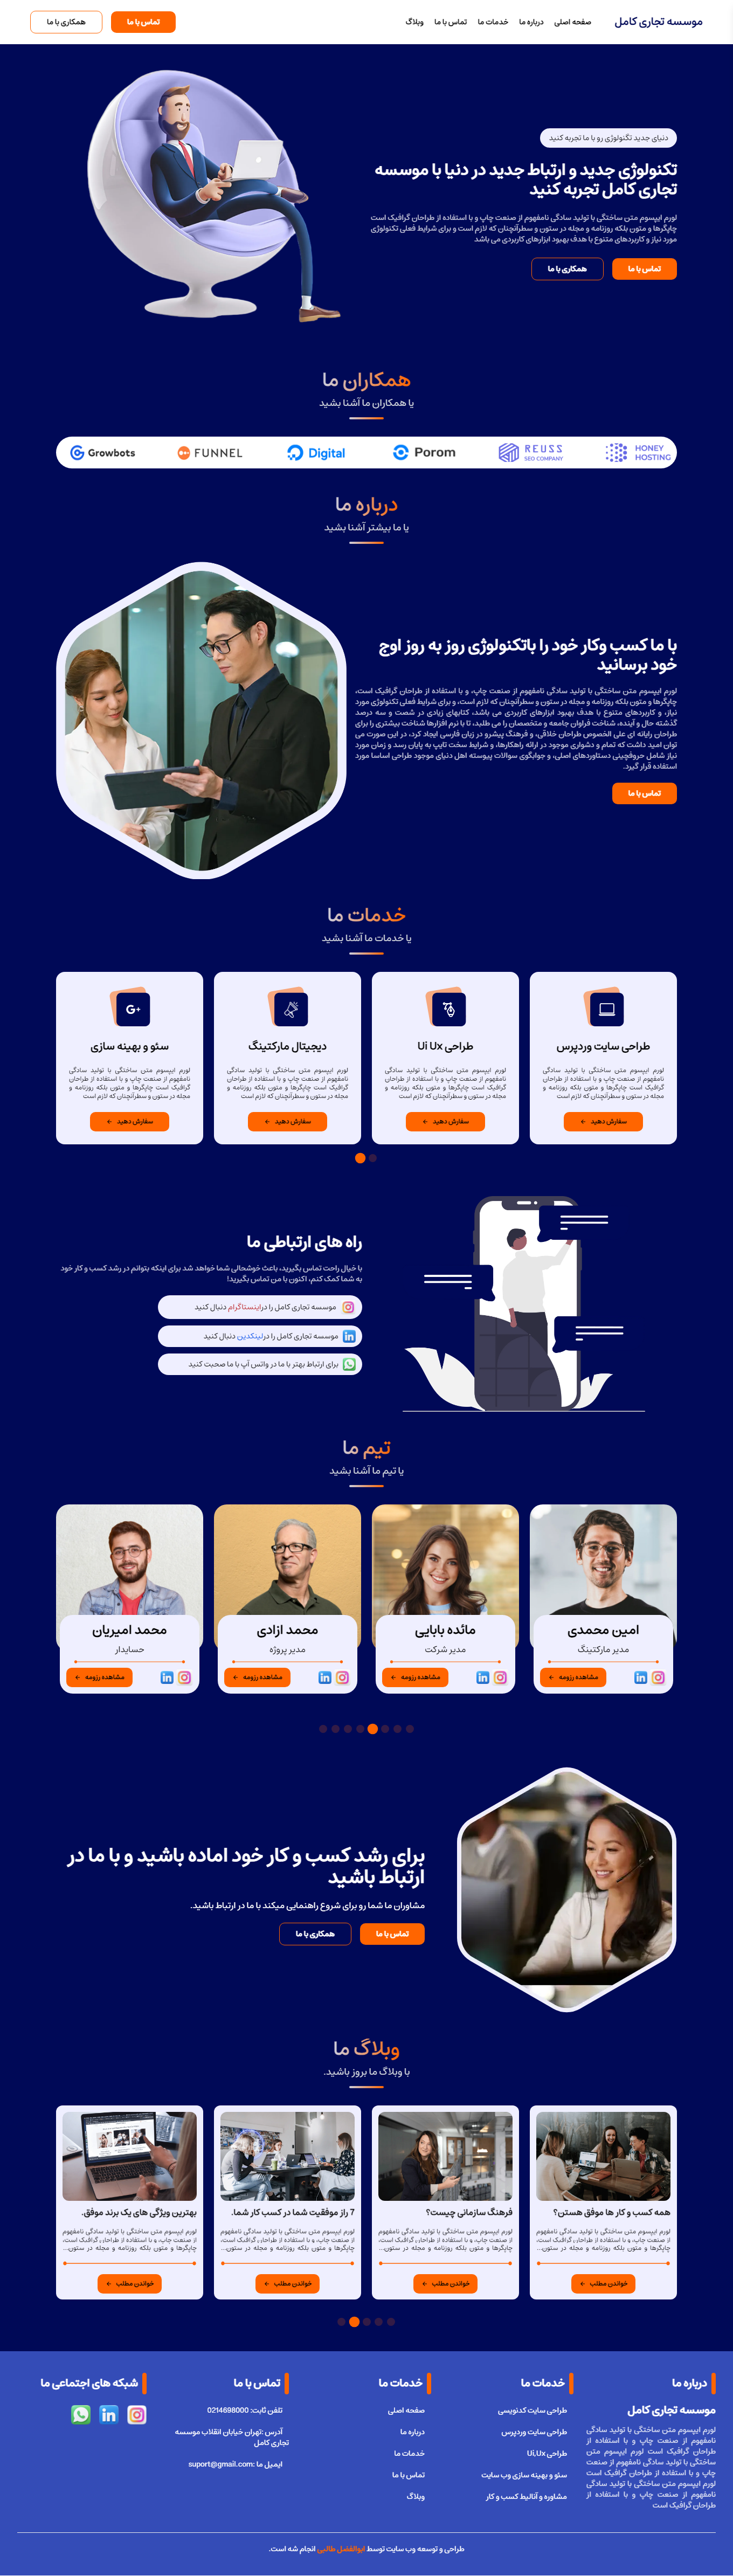 موسسه تجاری کامل
صفحه اصلی
درباره ما
خدمات ما
تماس با ما
وبلاگ
تماس با ما
همکاری با ما
دنیای جدید تگنولوژی رو با ما تجربه کنید
تکنولوژی جدید و ارتباط جدید در دنیا با موسسه
تجاری کامل تجربه کنید
لورم ایپسوم متن ساختگی با تولید سادگی نامفهوم از صنعت چاپ و با استفاده از طراحان گرافیک است
چاپگرها و متون بلکه روزنامه و مجله در ستون و سطرآنچنان که لازم است و برای شرایط فعلی تکنولوژی
مورد نیاز و کاربردهای متنوع با هدف بهبود ابزارهای کاربردی می باشد
تماس با ما
همکاری با ما
همکاران ما
یا همکاران ما آشنا بشید
HONEY
HOSTING
REUSS
SEO COMPANY
Porom
Digital
FUNNEL
Growbots
درباره ما
یا ما بیشتر آشنا بشید
با ما کسب وکار خود را باتکنولوژی روز به روز اوج
خود برسانید
لورم ایپسوم متن ساختگی با تولید سادگی نامفهوم از صنعت چاپ، و با استفاده از طراحان گرافیک است،
چاپگرها و متون بلکه روزنامه و مجله در ستون و سطرآنچنان که لازم است، و برای شرایط فعلی تکنولوژی مورد
نیاز، و کاربردهای متنوع با هدف بهبود ابزارهای کاربردی می باشد، کتابهای زیادی در شصت و سه درصد
گذشته حال و آینده، شناخت فراوان جامعه و متخصصان را می طلبد، تا با نرم افزارها شناخت بیشتری را برای
طراحان رایانه ای علی الخصوص طراحان خلاقی، و فرهنگ پیشرو در زبان فارسی ایجاد کرد، در این صورت می
توان امید داشت که تمام و دشواری موجود در ارائه راهکارها، و شرایط سخت تایپ به پایان رسد و زمان مورد
نیاز شامل حروفچینی دستاوردهای اصلی، و جوابگوی سوالات پیوسته اهل دنیای موجود طراحی اساسا مورد
استفاده قرار گیرد.
تماس با ما
خدمات ما
یا خدمات ما آشنا بشید
طراحی سایت وردپرس
لورم ایپسوم متن ساختگی با تولید سادگی
نامفهوم از صنعت چاپ و با استفاده از طراحان
گرافیک است چاپگرها و متون بلکه روزنامه و
مجله در ستون و سطرآنچنان که لازم است
سفارش دهید
طراحی Ui Ux
لورم ایپسوم متن ساختگی با تولید سادگی
نامفهوم از صنعت چاپ و با استفاده از طراحان
گرافیک است چاپگرها و متون بلکه روزنامه و
مجله در ستون و سطرآنچنان که لازم است
سفارش دهید
دیجیتال مارکتینگ
لورم ایپسوم متن ساختگی با تولید سادگی
نامفهوم از صنعت چاپ و با استفاده از طراحان
گرافیک است چاپگرها و متون بلکه روزنامه و
مجله در ستون و سطرآنچنان که لازم است
سفارش دهید
G+
سئو و بهینه سازی
لورم ایپسوم متن ساختگی با تولید سادگی
نامفهوم از صنعت چاپ و با استفاده از طراحان
گرافیک است چاپگرها و متون بلکه روزنامه و
مجله در ستون و سطرآنچنان که لازم است
سفارش دهید
راه های ارتباطی ما
با خیال راحت تماس بگیرید، باعث خوشحالی شما خواهد شد برای اینکه بتوانم در رشد کسب و کار خود
به شما کمک کنم، اکنون با من تماس بگیرید!
موسسه تجاری کامل را دراینستاگرام دنبال کنید
موسسه تجاری کامل را درلینکدین دنبال کنید
برای ارتباط بهتر با ما در واتس آپ با ما صحبت کنید
تیم ما
یا تیم ما آشنا بشید
امین محمدی
مدیر مارکتینگ
مشاهده رزومه
مائده بابایی
مدیر شرکت
مشاهده رزومه
محمد ازادی
مدیر پروژه
مشاهده رزومه
محمد امیریان
حسابدار
مشاهده رزومه
برای رشد کسب و کار خود اماده باشید و با ما در
ارتباط باشید
مشاوران ما شما رو برای شروع راهنمایی میکند با ما در ارتباط باشید.
تماس با ما
همکاری با ما
وبلاگ ما
با وبلاگ ما بروز باشید.
همه کسب و کار ها موفق هستن؟
لورم ایپسوم متن ساختگی با تولید سادگی نامفهوم
از صنعت چاپ، و با استفاده از طراحان گرافیک است،
چاپگرها و متون بلکه روزنامه و مجله در ستون...
خواندن مطلب
فرهنگ سازمانی چیست؟
لورم ایپسوم متن ساختگی با تولید سادگی نامفهوم
از صنعت چاپ، و با استفاده از طراحان گرافیک است،
چاپگرها و متون بلکه روزنامه و مجله در ستون...
خواندن مطلب
7 راز موفقیت شما در کسب کار شما.
لورم ایپسوم متن ساختگی با تولید سادگی نامفهوم
از صنعت چاپ، و با استفاده از طراحان گرافیک است،
چاپگرها و متون بلکه روزنامه و مجله در ستون...
خواندن مطلب
بهترین ویژگی های یک برند موفق.
لورم ایپسوم متن ساختگی با تولید سادگی نامفهوم
از صنعت چاپ، و با استفاده از طراحان گرافیک است،
چاپگرها و متون بلکه روزنامه و مجله در ستون...
خواندن مطلب
درباره ما
موسسه تجاری کامل
لورم ایپسوم متن ساختگی با تولید سادگی
نامفهوم از صنعت چاپ و با استفاده از
طراحان گرافیک است لورم ایپسوم متن
ساختگی با تولید سادگی نامفهوم از صنعت
چاپ و با استفاده از طراحان گرافیک است
لورم ایپسوم متن ساختگی با تولید سادگی
نامفهوم از صنعت چاپ و با استفاده از
طراحان گرافیک است
خدمات ما
طراحی سایت کدنویسی
طراحی سایت وردپرس
طراحی Ui,Ux
سئو و بهینه سازی وب سایت
مشاوره و آنالیط کسب و کار
خدمات ما
صفحه اصلی
درباره ما
خدمات ما
تماس با ما
وبلاگ
تماس با ما
تلفن ثابت: 0214698000
آدرس :تهران خیابان انقلاب موسسه
تجاری کامل
ایمیل ما :suport@gmail.com
شبکه های اجتماعی ما
طراحی و توسعه وب سایت توسط ابوالفضل طالبی انجام شه است.